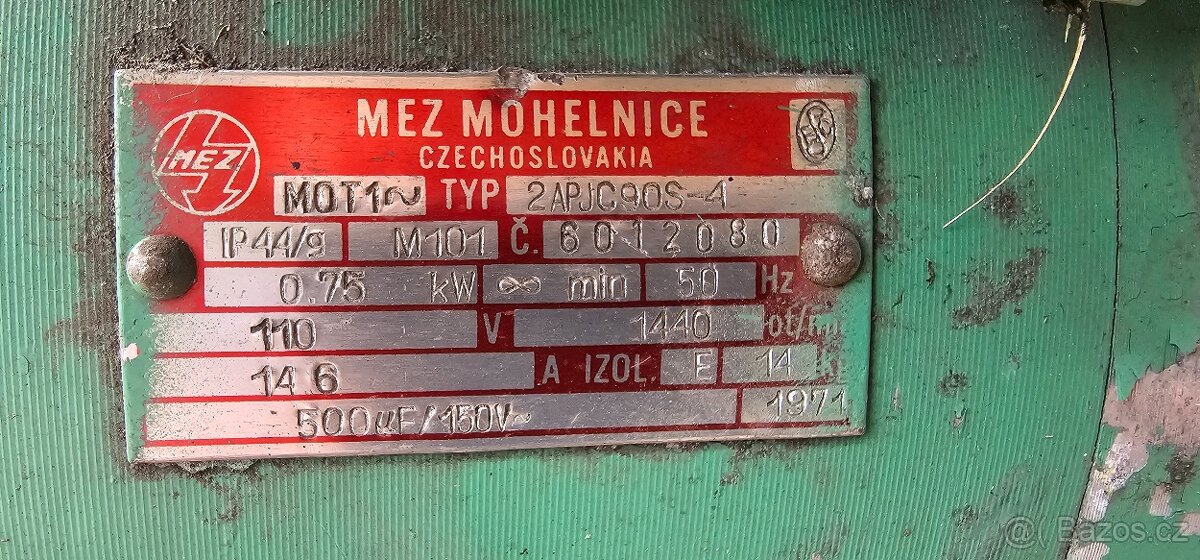 MEZ MOHELNICE
CZECHOSLOVAKIA
MEZ
MOT1~ TYP 2APJC90S-4
IP44/g M101 Č. 6012080
0.75 kW ∞ min 50 Hz
110 V 1440 ot/m
14.6 A IZOL. E 14
500µF/150V~ 1971
@ Bazos.cz